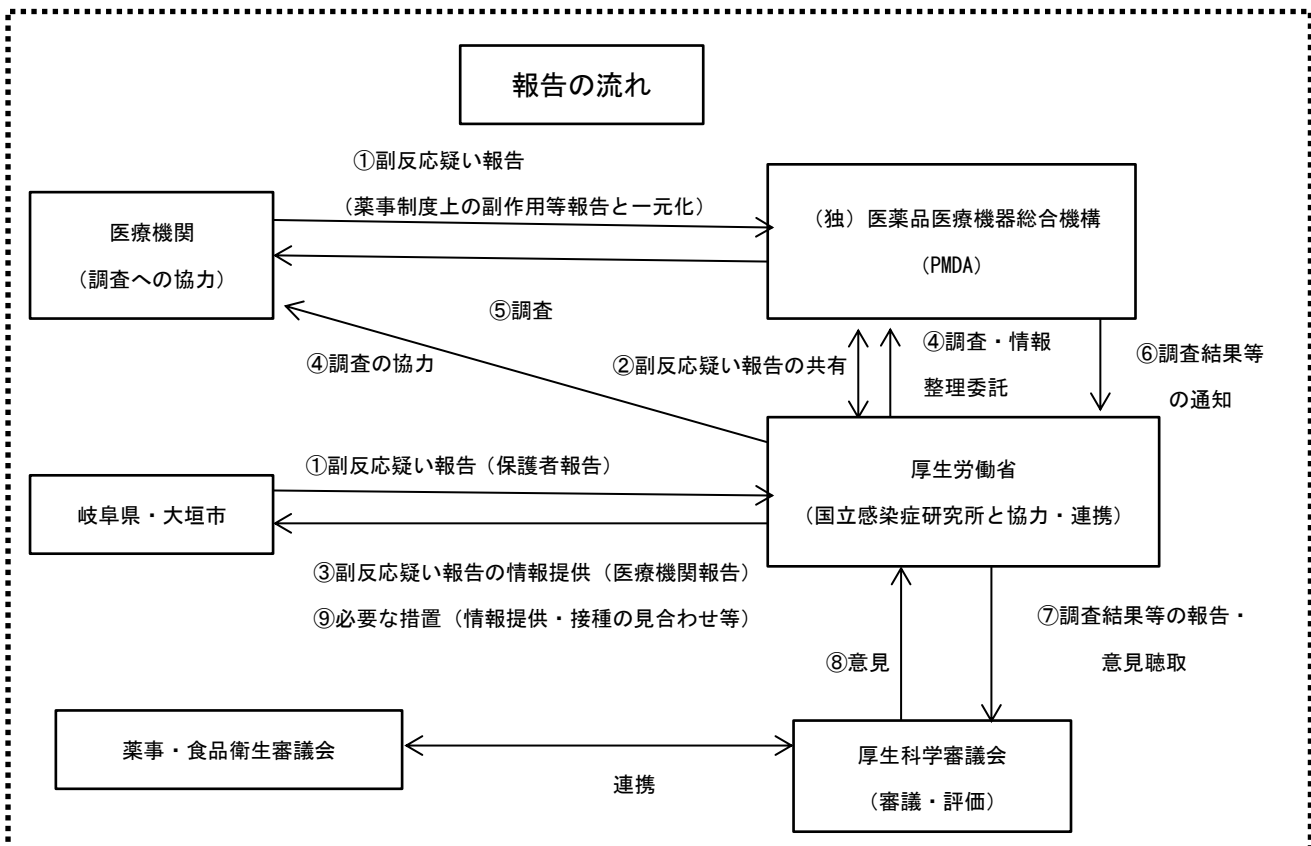 報告の流れ
①副反応疑い報告
(薬事制度上の副作用等報告と一元化)
医療機関
(調査への協力)
(独)医薬品医療機器総合機構
(PMDA)
⑤調査
④調査の協力
②副反応疑い報告の共有
④調査・情報
整理委託
⑥調査結果等
の通知
①副反応疑い報告(保護者報告)
岐阜県・大垣市
厚生労働省
(国立感染症研究所と協力・連携)
③副反応疑い報告の情報提供(医療機関報告)
⑨必要な措置(情報提供・接種の見合わせ等)
⑦調査結果等の報告・
意見聴取
⑧意見
薬事・食品衛生審議会
連携
厚生科学審議会
(審議・評価)